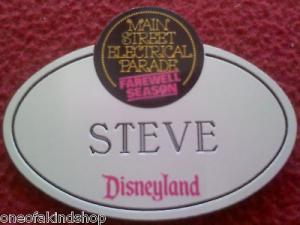 MAIN
STREET
ELECTRICAL
PARADE
FAREWELL
SEASON
STEVE
Disneyland
oneofakindshop